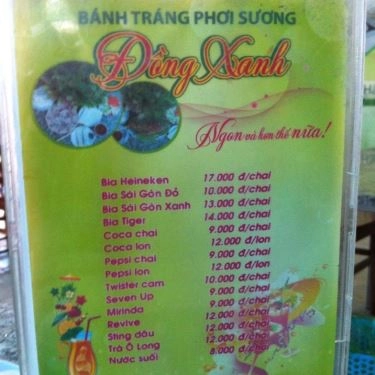 BÁNH TRÁNG PHƠI SƯƠNG
Đồng Xanh
Ngon và hơn thế nữa!
Bia Heineken 17.000 đ/chai
Bia Sài Gòn Đỏ 10.000 đ/chai
Bia Sài Gòn Xanh 13.000 đ/chai
Bia Tiger 14.000 đ/chai
Coca chai 9.000 đ/chai
Coca lon 12.000 đ/lon
Pepsi chai 9.000 đ/chai
Pepsi lon 12.000 đ/lon
Twister cam 10.000 đ/chai
Seven Up 9.000 đ/chai
Mirinda 9.000 đ/chai
Revive 12.000 đ/chai
Sting dâu 12.000 đ/chai
Trà Ô Long 12.000 đ/chai
Nước suối 8.000 đ/chai